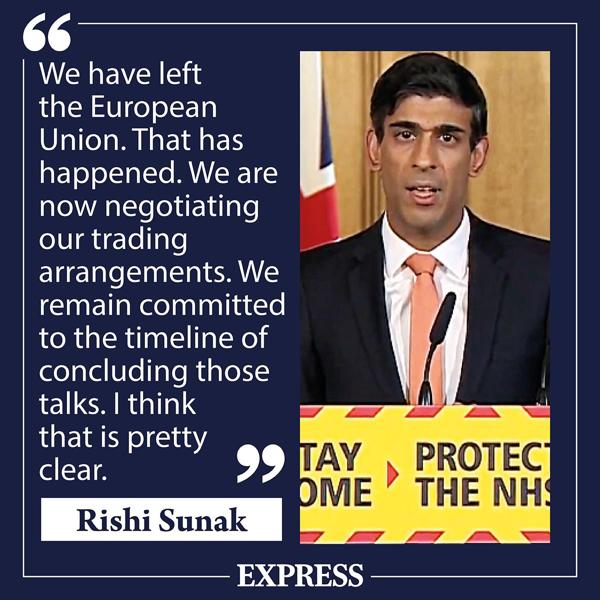 “
We have left
the European
Union. That has
happened. We are
now negotiating
our trading
arrangements. We
remain committed
to the timeline of
concluding those
talks. I think
that is pretty
clear.
”
Rishi Sunak
TAY
OME
PROTECT
THE NHS
EXPRESS